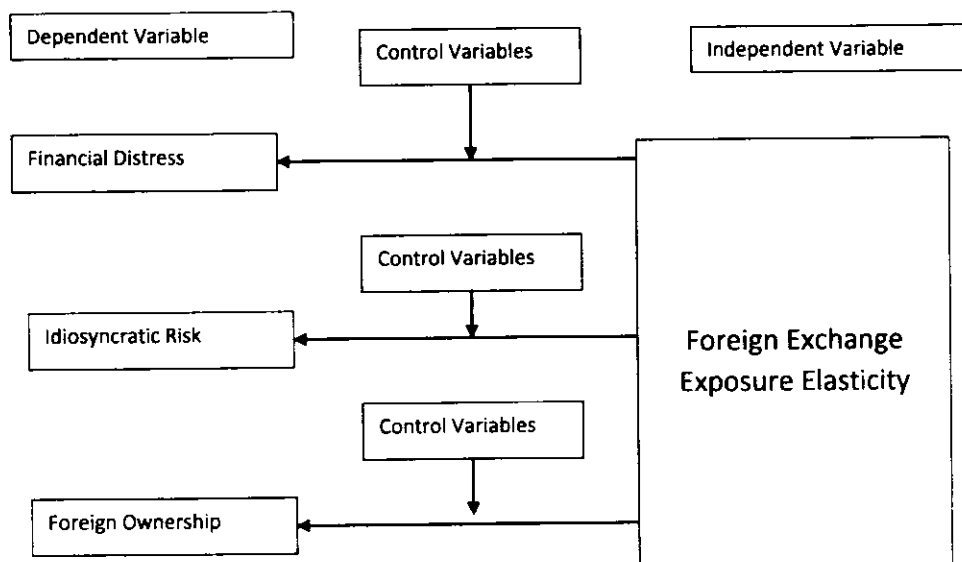 Dependent Variable
Control Variables
Independent Variable
Financial Distress
Control Variables
Idiosyncratic Risk
Foreign Exchange
Exposure Elasticity
Control Variables
Foreign Ownership